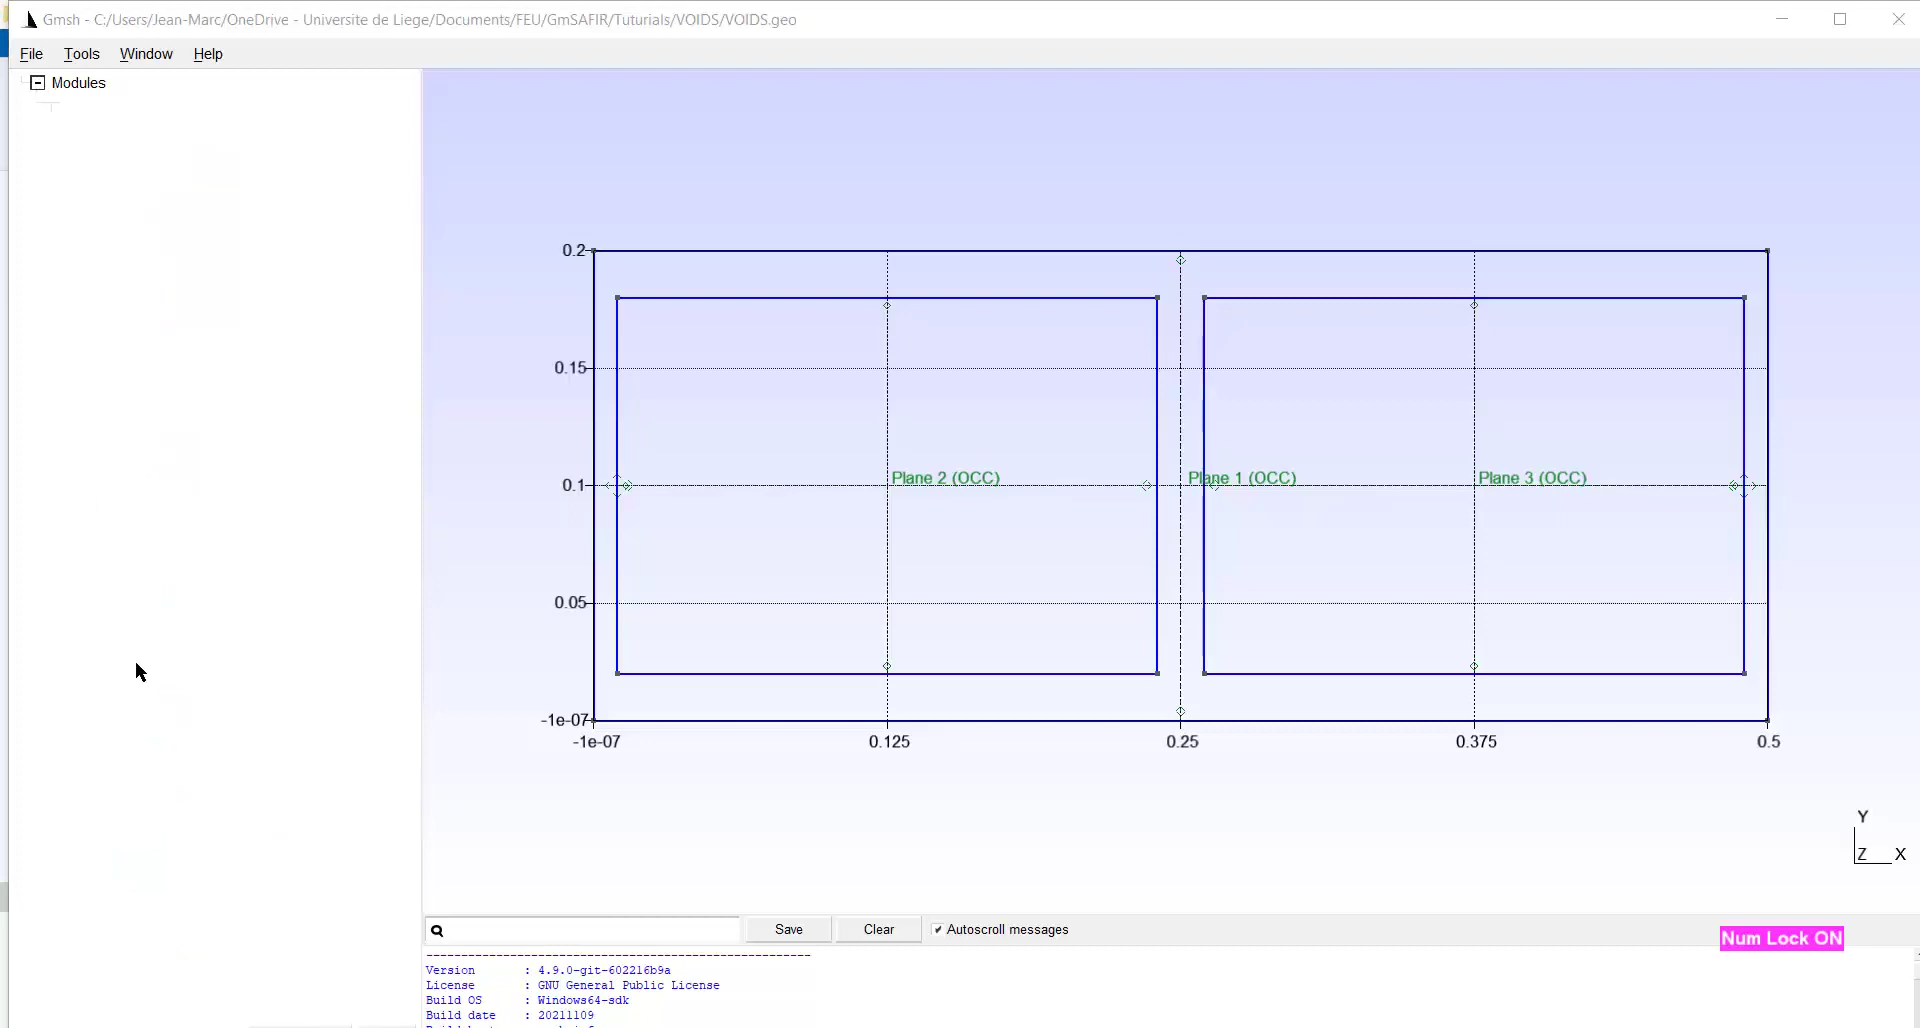 Gmsh - C:/Users/Jean-Marc/OneDrive - Universite de Liege/Documents/FEU/GmSAFIR/Tuturials/VOIDS/VOIDS.geo
File Tools Window Help
Modules
0.2
0.15
Plane 2 (OCC) Plane 1 (OCC) Plane 3 (OCC)
0.1
0.05
-1e-07
-1e-07 0.125 0.25 0.375 0.5
Y
Z X
Save Clear Autoscroll messages
Num Lock ON
Version : 4.9.0-git-602216b9a
License : GNU General Public License
Build OS : Windows64-sdk
Build date : 20211109